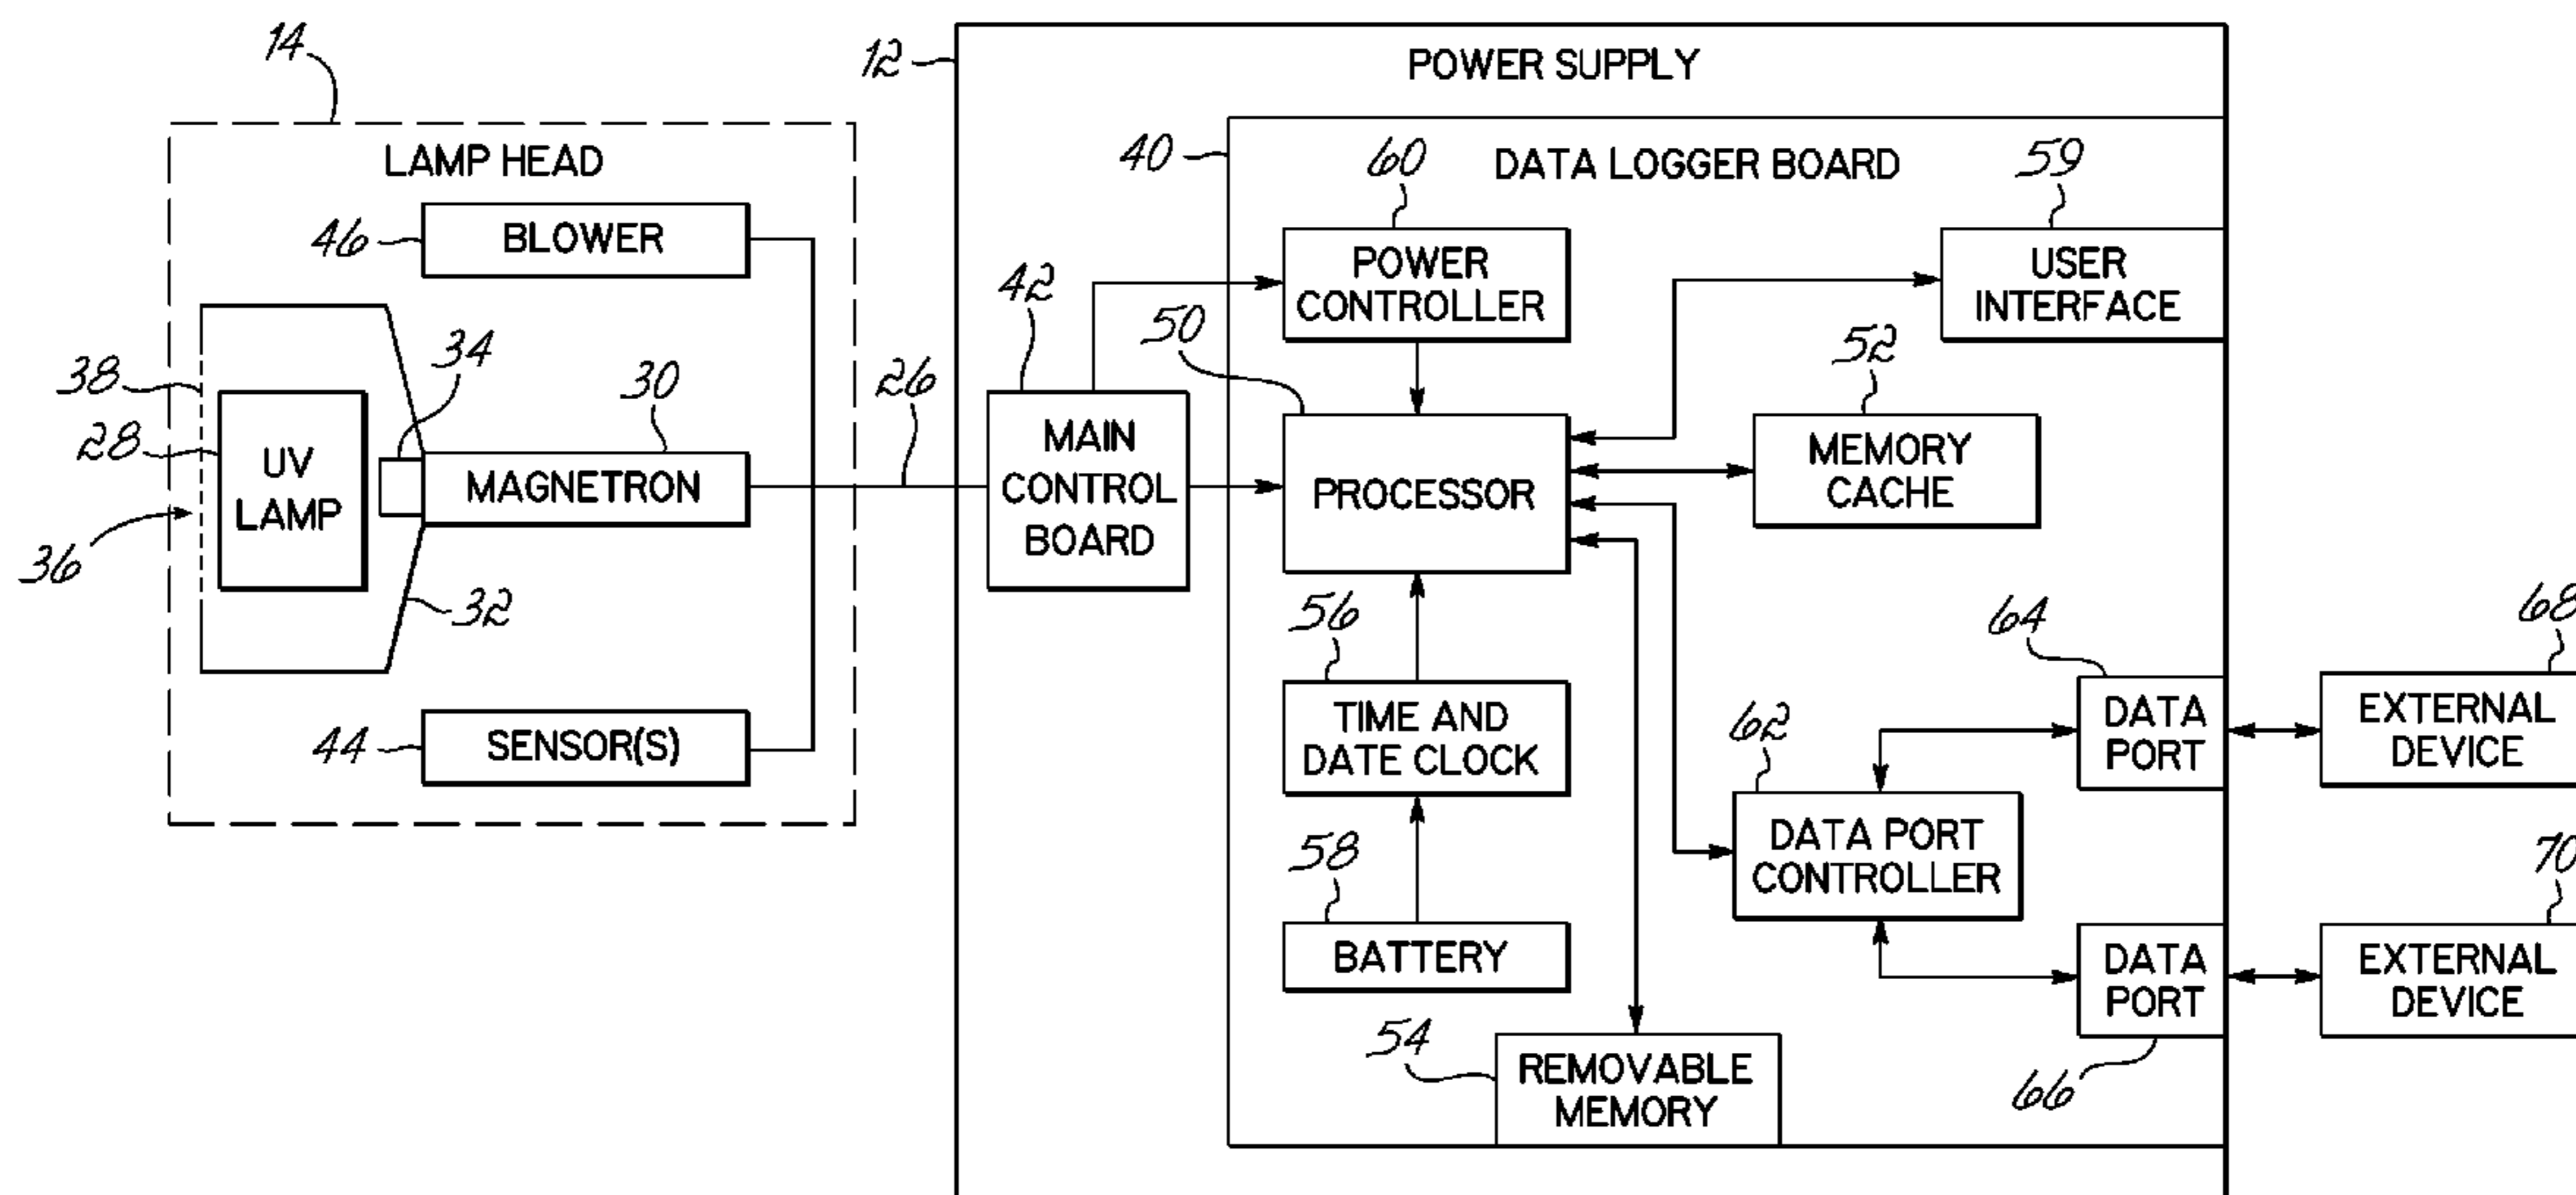 14
12
POWER SUPPLY
LAMP HEAD
40
60
DATA LOGGER BOARD
59
46
BLOWER
42
POWER
CONTROLLER
USER
INTERFACE
50
52
34
38
30
26
28
UV
LAMP
MAGNETRON
MAIN
CONTROL
BOARD
PROCESSOR
MEMORY
CACHE
36
32
56
64
68
44
SENSOR(S)
TIME AND
DATE CLOCK
62
DATA
PORT
EXTERNAL
DEVICE
58
DATA PORT
CONTROLLER
70
BATTERY
DATA
PORT
EXTERNAL
DEVICE
54
REMOVABLE
MEMORY
66